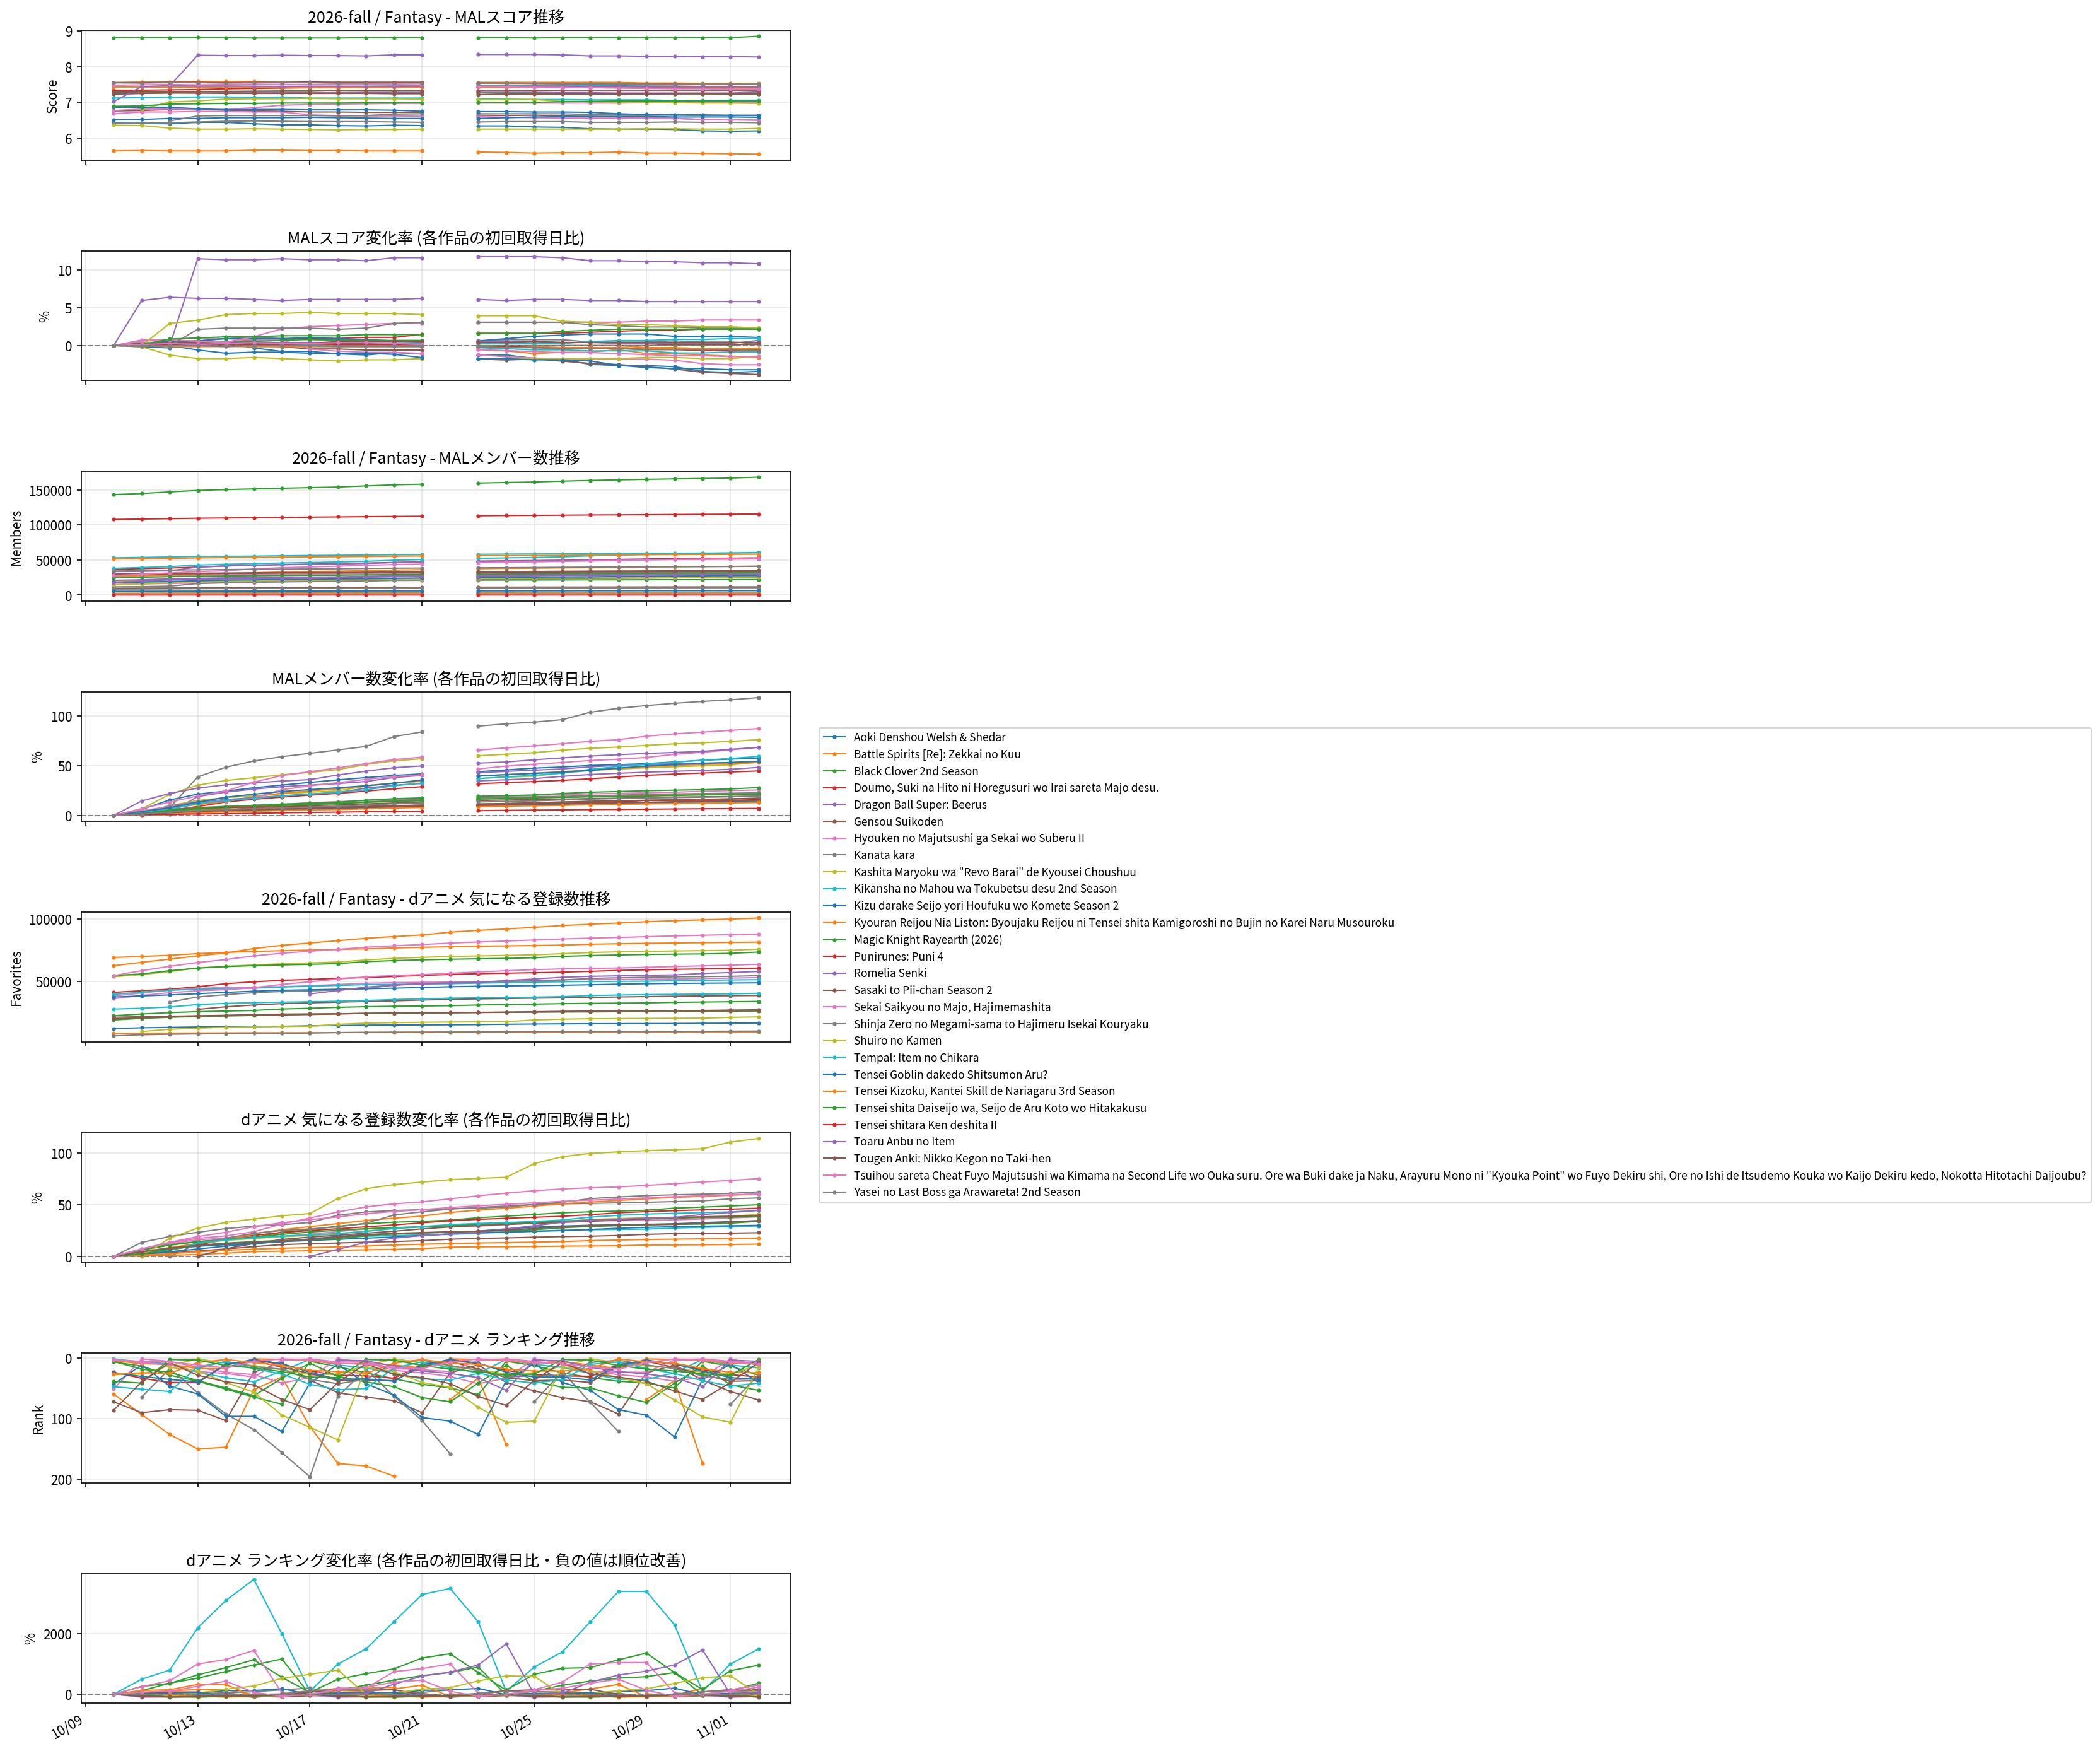 2026-fall / Fantasy - MALスコア推移
9
8
7
6
Score
MALスコア変化率 (各作品の初回取得日比)
10
5
0
%
2026-fall / Fantasy - MALメンバー数推移
150000
100000
50000
0
Members
MALメンバー数変化率 (各作品の初回取得日比)
100
50
0
%
2026-fall / Fantasy - dアニメ 気になる登録数推移
100000
50000
Favorites
dアニメ 気になる登録数変化率 (各作品の初回取得日比)
100
50
0
%
2026-fall / Fantasy - dアニメ ランキング推移
0
100
200
Rank
dアニメ ランキング変化率 (各作品の初回取得日比・負の値は順位改善)
2000
0
%
10/09
10/13
10/17
10/21
10/25
10/29
11/01
Aoki Denshou Welsh & Shedar
Battle Spirits [Re]: Zekkai no Kuu
Black Clover 2nd Season
Doumo, Suki na Hito ni Horegusuri wo Irai sareta Majo desu.
Dragon Ball Super: Beerus
Gensou Suikoden
Hyouken no Majutsushi ga Sekai wo Suberu II
Kanata kara
Kashita Maryoku wa "Revo Barai" de Kyousei Choushuu
Kikansha no Mahou wa Tokubetsu desu 2nd Season
Kizu darake Seijo yori Houfuku wo Komete Season 2
Kyouran Reijou Nia Liston: Byoujaku Reijou ni Tensei shita Kamigoroshi no Bujin no Karei Naru Musouroku
Magic Knight Rayearth (2026)
Punirunes: Puni 4
Romelia Senki
Sasaki to Pii-chan Season 2
Sekai Saikyou no Majo, Hajimemashita
Shinja Zero no Megami-sama to Hajimeru Isekai Kouryaku
Shuiro no Kamen
Tempal: Item no Chikara
Tensei Goblin dakedo Shitsumon Aru?
Tensei Kizoku, Kantei Skill de Nariagaru 3rd Season
Tensei shita Daiseijo wa, Seijo de Aru Koto wo Hitakakusu
Tensei shitara Ken deshita II
Toaru Anbu no Item
Tougen Anki: Nikko Kegon no Taki-hen
Tsuihou sareta Cheat Fuyo Majutsushi wa Kimama na Second Life wo Ouka suru. Ore wa Buki dake ja Naku, Arayuru Mono ni "Kyouka Point" wo Fuyo Dekiru shi, Ore no Ishi de Itsudemo Kouka wo Kaijo Dekiru kedo, Nokotta Hitotachi Daijoubu?
Yasei no Last Boss ga Arawareta! 2nd Season